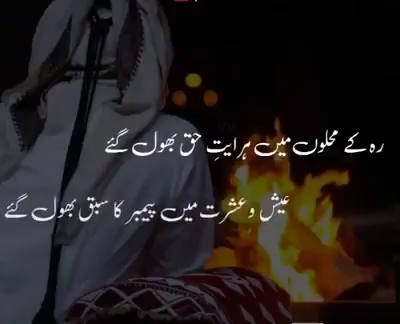 رہ کے محلوں میں ہدایتِ حق بھول گئے
عیش و عشرت میں پیمبر کا سبق بھول گئے